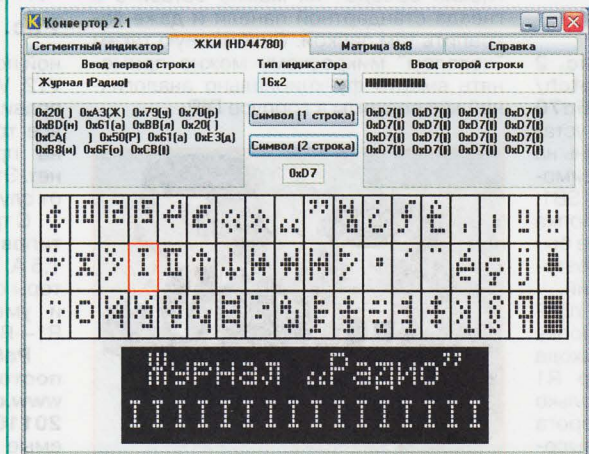 Конвертор 2.1
Сегментный индикатор ЖКИ (HD44780) Матрица 8x8 Справка
Ввод первой строки Тип индикатора Ввод второй строки
Журнал |Радио| 16x2 ||||||||||||||||
0x20( ) 0xA3(Ж) 0x79(у) 0x70(р) Символ (1 строка) 0xD7(|) 0xD7(|) 0xD7(|) 0xD7(|)
0xBD(н) 0x61(а) 0xBB(л) 0x20( ) 0xD7(|) 0xD7(|) 0xD7(|) 0xD7(|)
0xCA( ) 0x50(Р) 0x61(а) 0xE3(д) Символ (2 строка) 0xD7(|) 0xD7(|) 0xD7(|) 0xD7(|)
0xB8(и) 0x6F(о) 0xCB(|) 0xD7(|) 0xD7(|) 0xD7(|) 0xD7(|)
0xD7
Журнал „Радио”
IIIIIIIIIIIIIIII